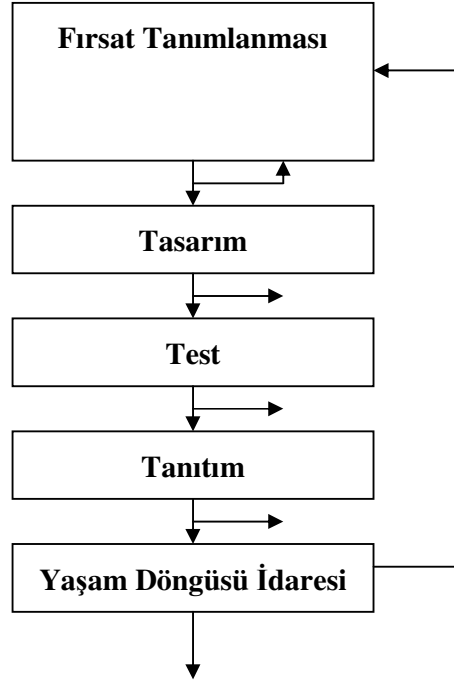 Fırsat Tanımlanması
Tasarım
Test
Tanıtım
Yaşam Döngüsü İdaresi